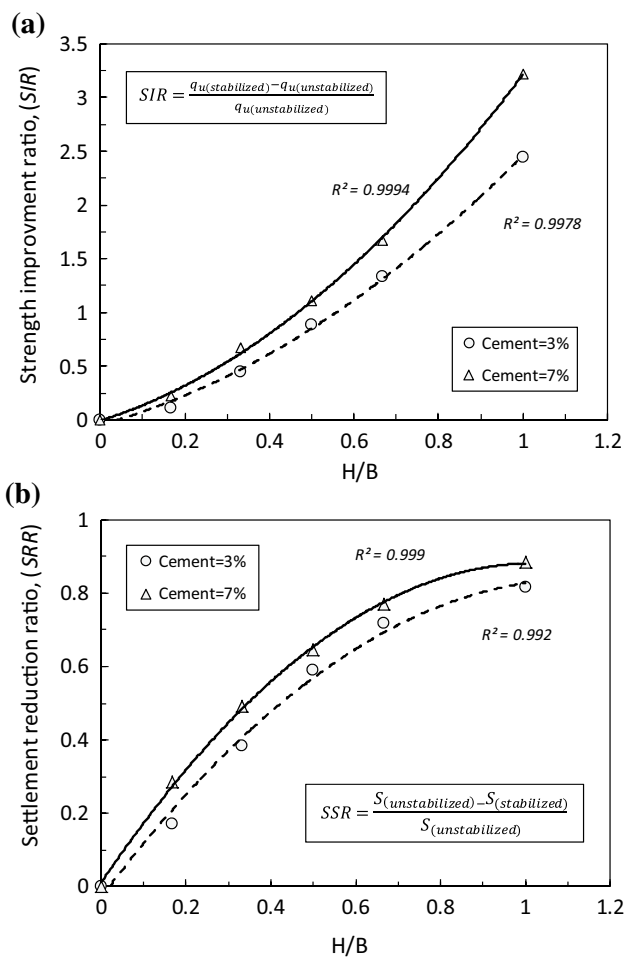 (a)
3.5
3
2.5
2
1.5
1
0.5
0
Strength improvment ratio, (SIR)
SIR = qu(stabilized)−qu(unstabilized) / qu(unstabilized)
R² = 0.9994
R² = 0.9978
Cement=3%
Cement=7%
0 0.2 0.4 0.6 0.8 1 1.2
H/B
(b)
1
0.8
0.6
0.4
0.2
0
Settlement reduction ratio, (SRR)
Cement=3%
Cement=7%
R² = 0.999
R² = 0.992
SSR = S(unstabilized)−S(stabilized) / S(unstabilized)
0 0.2 0.4 0.6 0.8 1 1.2
H/B